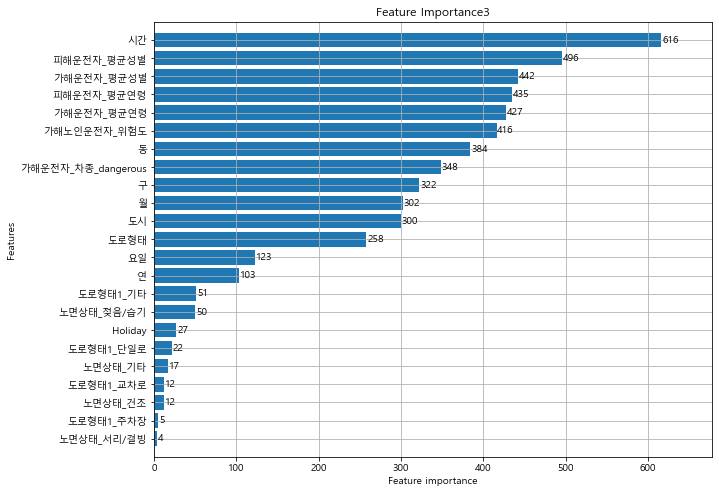 Feature Importance3
시간 616
피해운전자_평균성별 496
가해운전자_평균성별 442
피해운전자_평균연령 435
가해운전자_평균연령 427
가해노인운전자_위험도 416
동 384
가해운전자_차종_dangerous 348
구 322
월 302
도시 300
도로형태 258
요일 123
연 103
도로형태1_기타 51
노면상태_젖음/습기 50
Holiday 27
도로형태1_단일로 22
노면상태_기타 17
도로형태1_교차로 12
노면상태_건조 12
도로형태1_주차장 5
노면상태_서리/결빙 4
Features
0 100 200 300 400 500 600
Feature importance